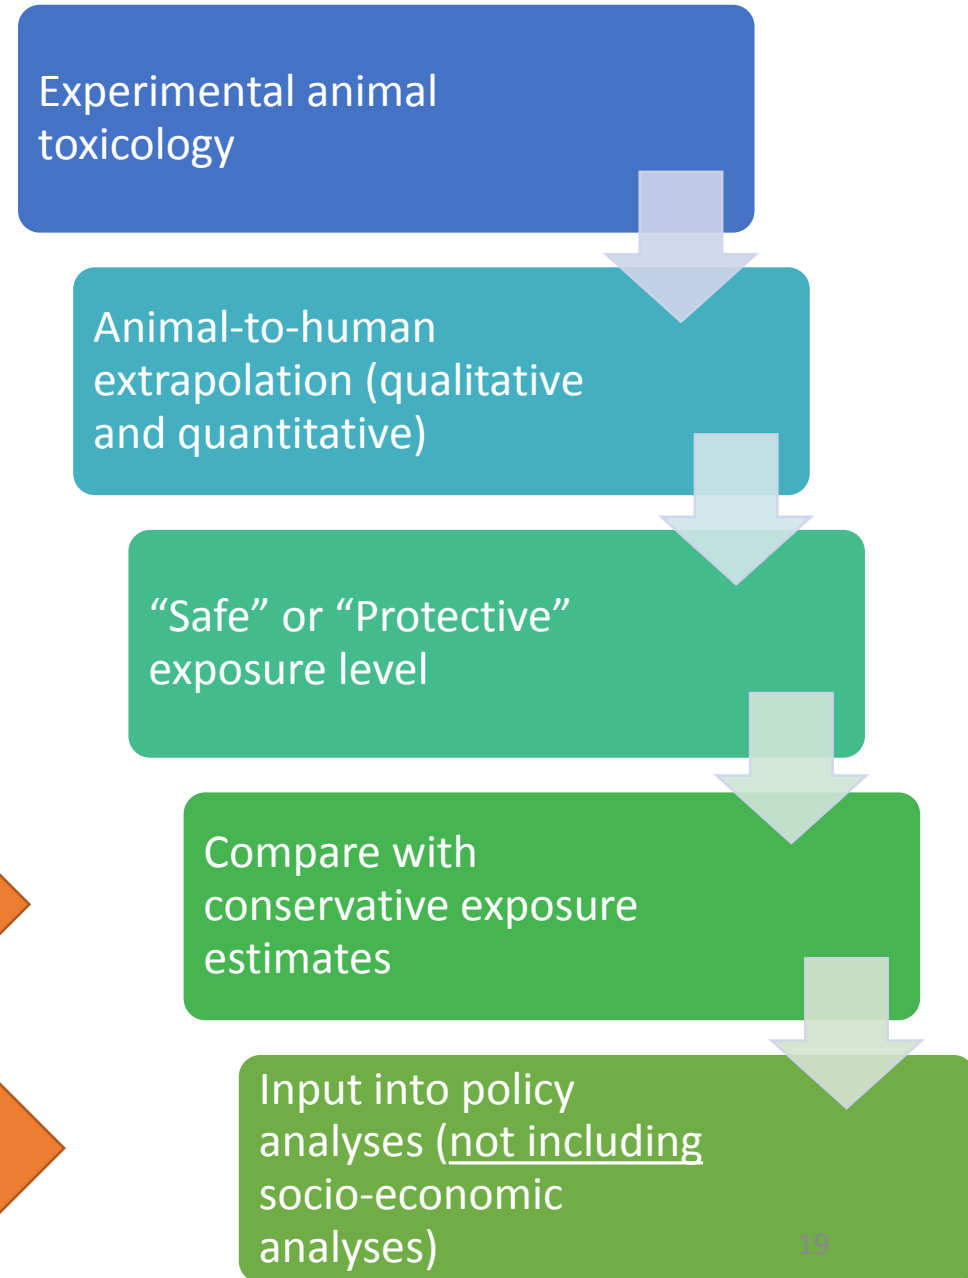 Experimental animal
toxicology
Animal-to-human
extrapolation (qualitative
and quantitative)
“Safe” or “Protective”
exposure level
Compare with
conservative exposure
estimates
Input into policy
analyses (not including
socio-economic
analyses)
19